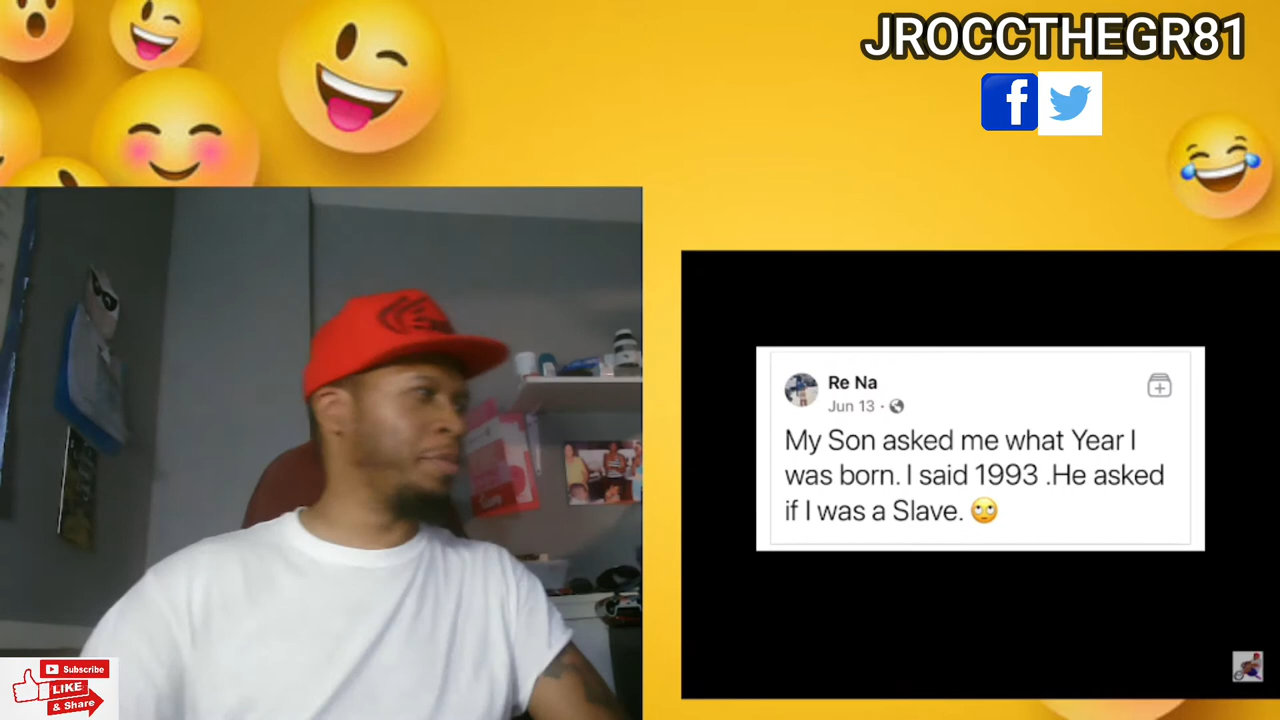 JROCCTHEGR81
Re Na
Jun 13 ·
My Son asked me what Year I
was born. I said 1993 .He asked
if I was a Slave. 🙄
Subscribe
LIKE
& Share